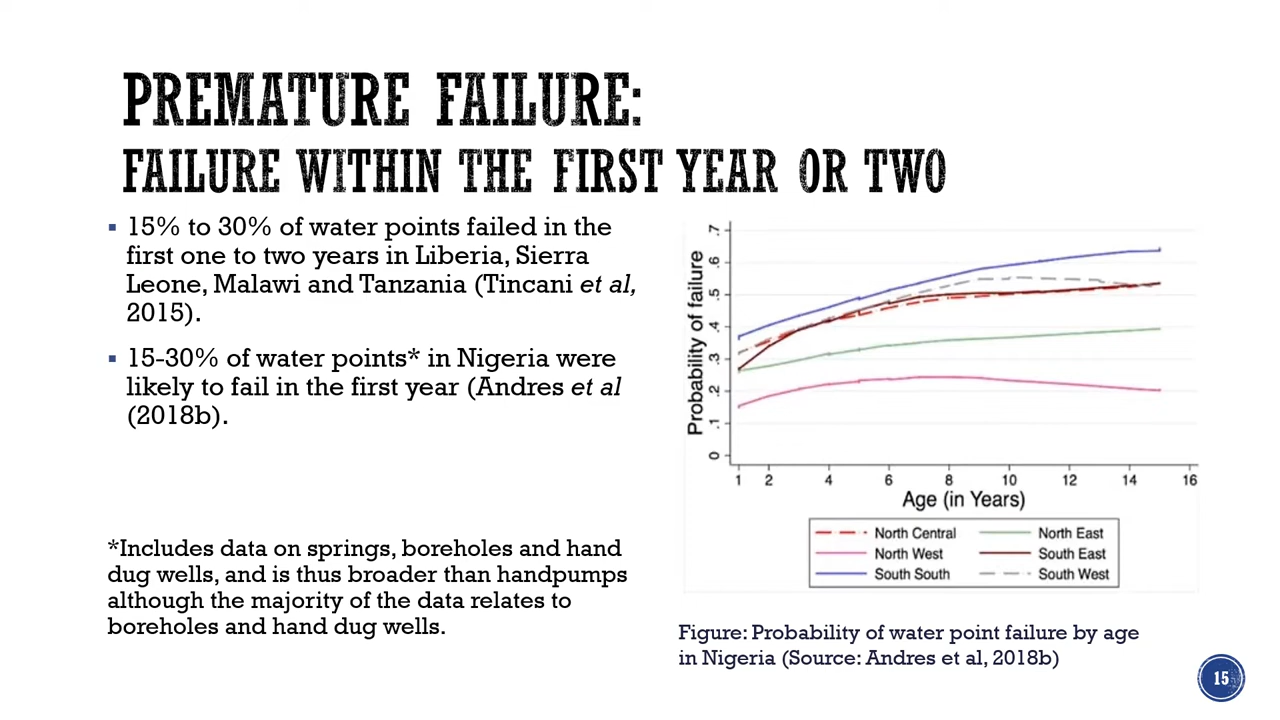 PREMATURE FAILURE:
FAILURE WITHIN THE FIRST YEAR OR TWO
▪ 15% to 30% of water points failed in the
first one to two years in Liberia, Sierra
Leone, Malawi and Tanzania (Tincani et al,
2015).
▪ 15-30% of water points* in Nigeria were
likely to fail in the first year (Andres et al
(2018b).
*Includes data on springs, boreholes and hand
dug wells, and is thus broader than handpumps
although the majority of the data relates to
boreholes and hand dug wells.
Probability of failure
.7
.6
.5
.4
.3
.2
.1
0
1 2 4 6 8 10 12 14 16
Age (in Years)
North Central North East
North West South East
South South South West
Figure: Probability of water point failure by age
in Nigeria (Source: Andres et al, 2018b)
15